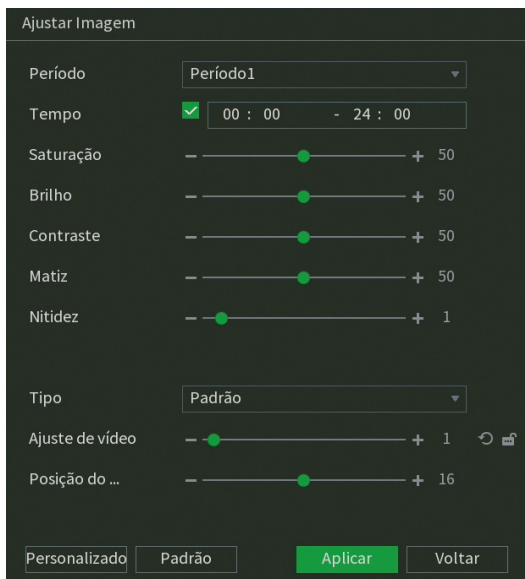 Ajustar Imagem
Período Período1
Tempo 00 : 00 - 24 : 00
Saturação 50
Brilho 50
Contraste 50
Matiz 50
Nitidez 1
Tipo Padrão
Ajuste de vídeo 1
Posição do ... 16
Personalizado Padrão Aplicar Voltar